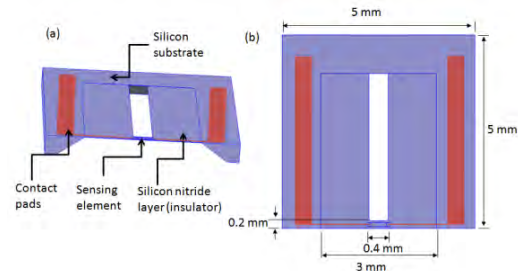 (a)
Silicon
substrate
(b)
5 mm
5 mm
Contact
pads
Sensing
element
Silicon nitride
layer(insulator)
0.2 mm
0.4 mm
3 mm